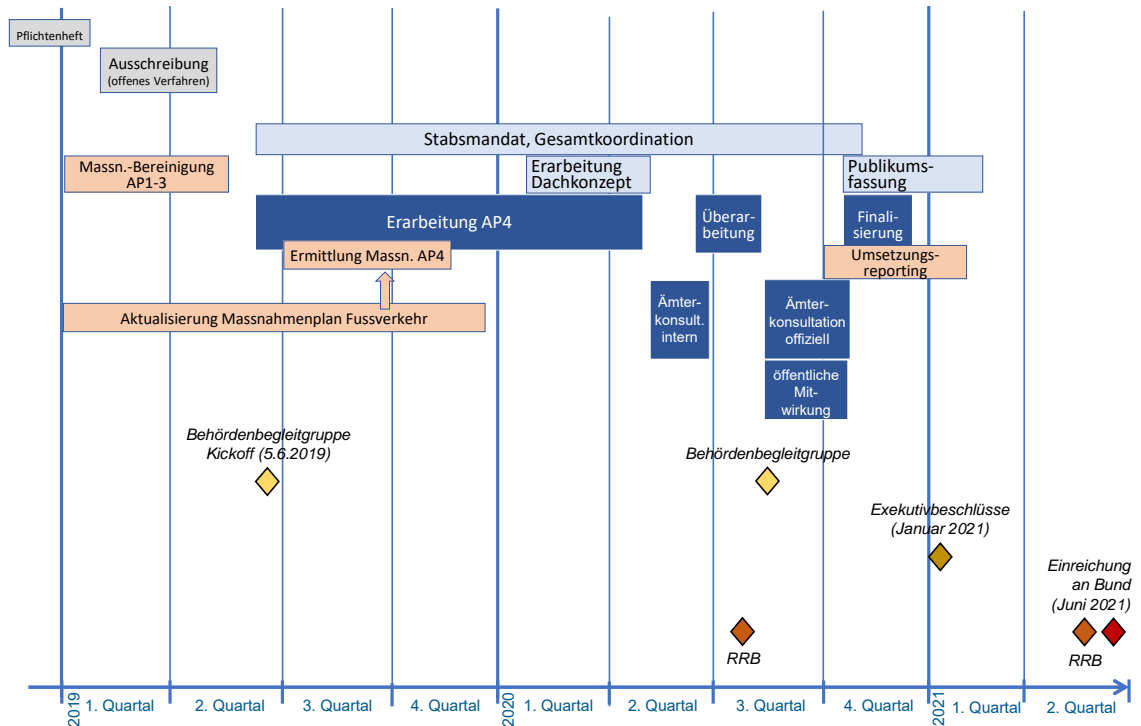 Pflichtenheft
Ausschreibung
(offenes Verfahren)
Stabsmandat, Gesamtkoordination
Massn.-Bereinigung
AP1-3
Erarbeitung
Dachkonzept
Publikums-
fassung
Erarbeitung AP4
Überar-
beitung
Finali-
sierung
Ermittlung Massn. AP4
Umsetzungs-
reporting
Aktualisierung Massnahmenplan Fussverkehr
Ämter-
konsult.
intern
Ämter-
konsultation
offiziell
öffentliche
Mit-
wirkung
Behördenbegleitgruppe
Kickoff (5.6.2019)
Behördenbegleitgruppe
Exekutivbeschlüsse
(Januar 2021)
Einreichung
an Bund
(Juni 2021)
RRB
RRB
2019
1. Quartal
2. Quartal
3. Quartal
4. Quartal
2020
1. Quartal
2. Quartal
3. Quartal
4. Quartal
2021
1. Quartal
2. Quartal